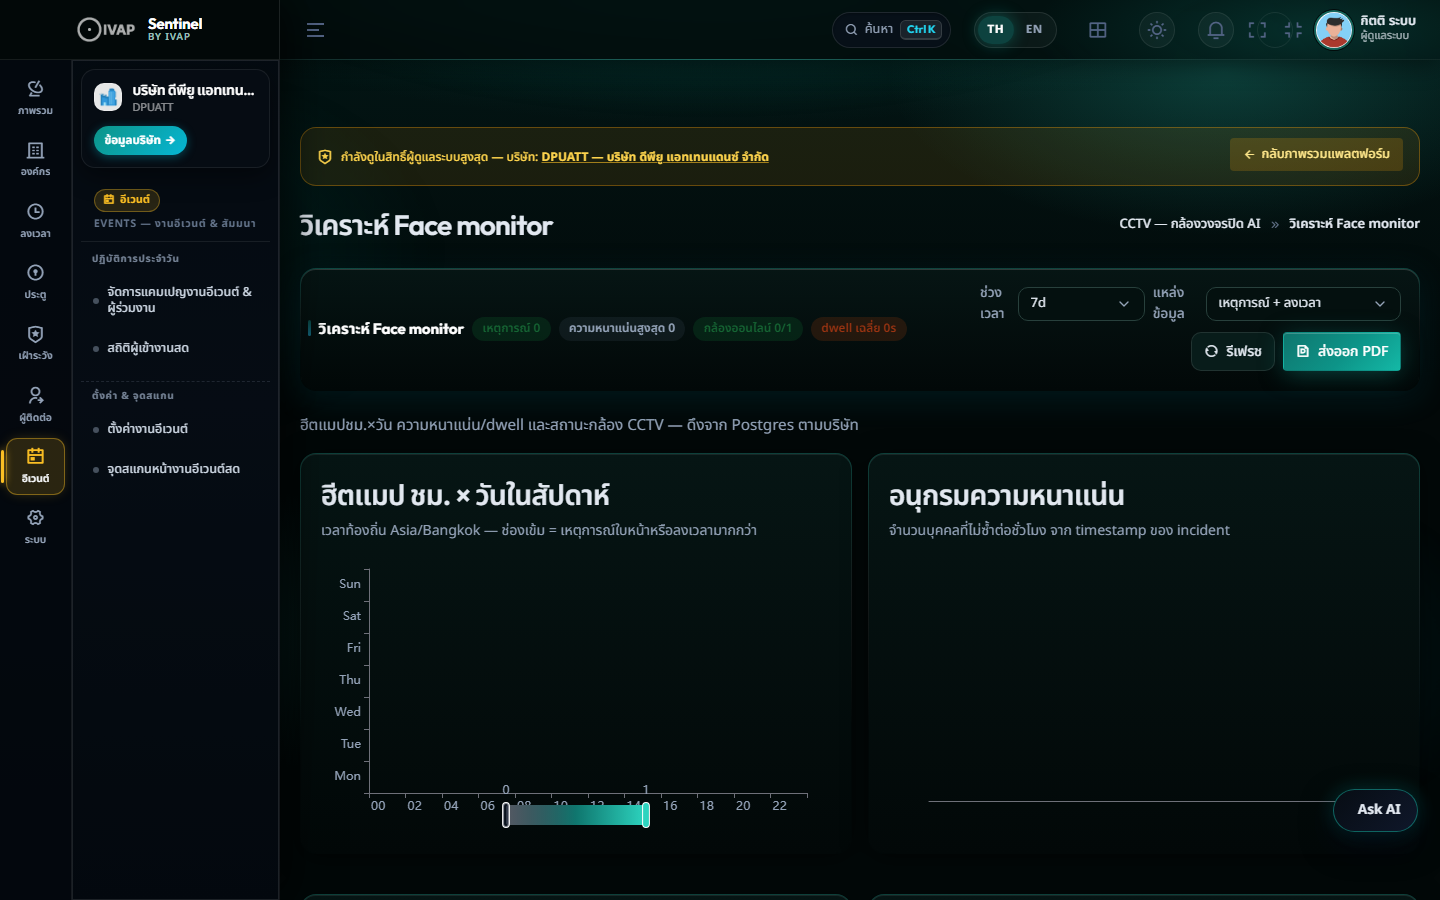 IVAP
Sentinel
BY IVAP
ค้นหา
Ctrl K
TH
EN
กิตติ ระบบ
ผู้ดูแลระบบ
ภาพรวม
องค์กร
ลงเวลา
ประตู
เฝ้าระวัง
ผู้ติดต่อ
อีเวนต์
ระบบ
บริษัท ดีพียู แอทเทน...
DPUATT
ข้อมูลบริษัท →
อีเวนต์
EVENTS — งานอีเวนต์ & สัมมนา
ปฏิบัติการประจำวัน
จัดการแคมเปญงานอีเวนต์ &
ผู้ร่วมงาน
สถิติผู้เข้างานสด
ตั้งค่า & จุดสแกน
ตั้งค่างานอีเวนต์
จุดสแกนหน้างานอีเวนต์สด
กำลังดูในสิทธิ์ผู้ดูแลระบบสูงสุด — บริษัท: DPUATT — บริษัท ดีพียู แอทเทนแดนซ์ จำกัด
← กลับภาพรวมแพลตฟอร์ม
วิเคราะห์ Face monitor
CCTV — กล้องวงจรปิด AI » วิเคราะห์ Face monitor
วิเคราะห์ Face monitor
เหตุการณ์ 0
ความหนาแน่นสูงสุด 0
กล้องออนไลน์ 0/1
dwell เฉลี่ย 0s
ช่วง
เวลา
7d
แหล่ง
ข้อมูล
เหตุการณ์ + ลงเวลา
รีเฟรช
ส่งออก PDF
ฮีตแมปชม.×วัน ความหนาแน่น/dwell และสถานะกล้อง CCTV — ดึงจาก Postgres ตามบริษัท
ฮีตแมป ชม. × วันในสัปดาห์
เวลาท้องถิ่น Asia/Bangkok — ช่องเข้ม = เหตุการณ์ใบหน้าหรือลงเวลามากกว่า
Sun
Sat
Fri
Thu
Wed
Tue
Mon
0 1
00 02 04 06 08 10 12 14 16 18 20 22
อนุกรมความหนาแน่น
จำนวนบุคคลที่ไม่ซ้ำต่อชั่วโมง จาก timestamp ของ incident
Ask AI